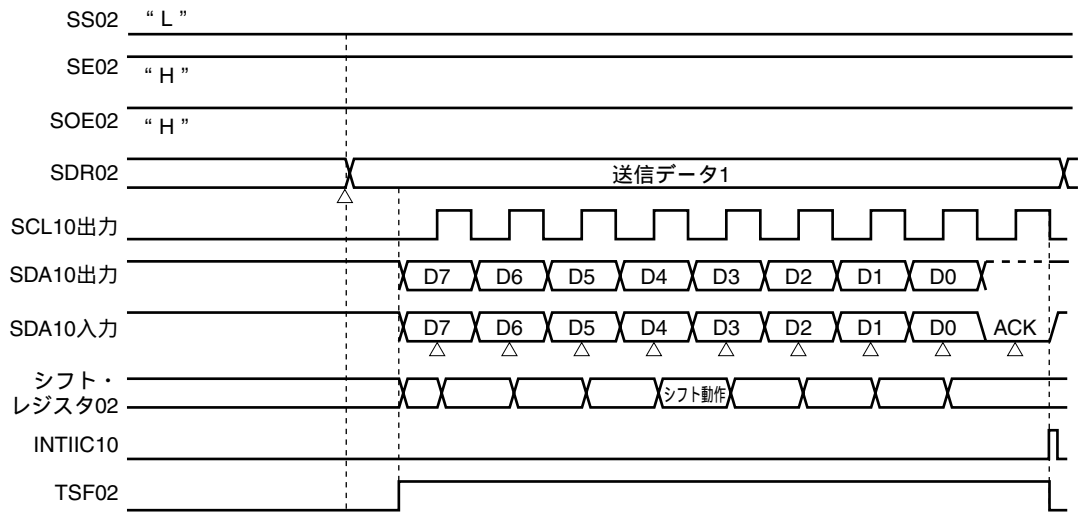 SS02 “ L ”
SE02 “ H ”
SOE02 “ H ”
SDR02 送信データ1
SCL10出力
SDA10出力 D7 D6 D5 D4 D3 D2 D1 D0
SDA10入力 D7 D6 D5 D4 D3 D2 D1 D0 ACK
シフト・
レジスタ02 シフト動作
INTIIC10
TSF02